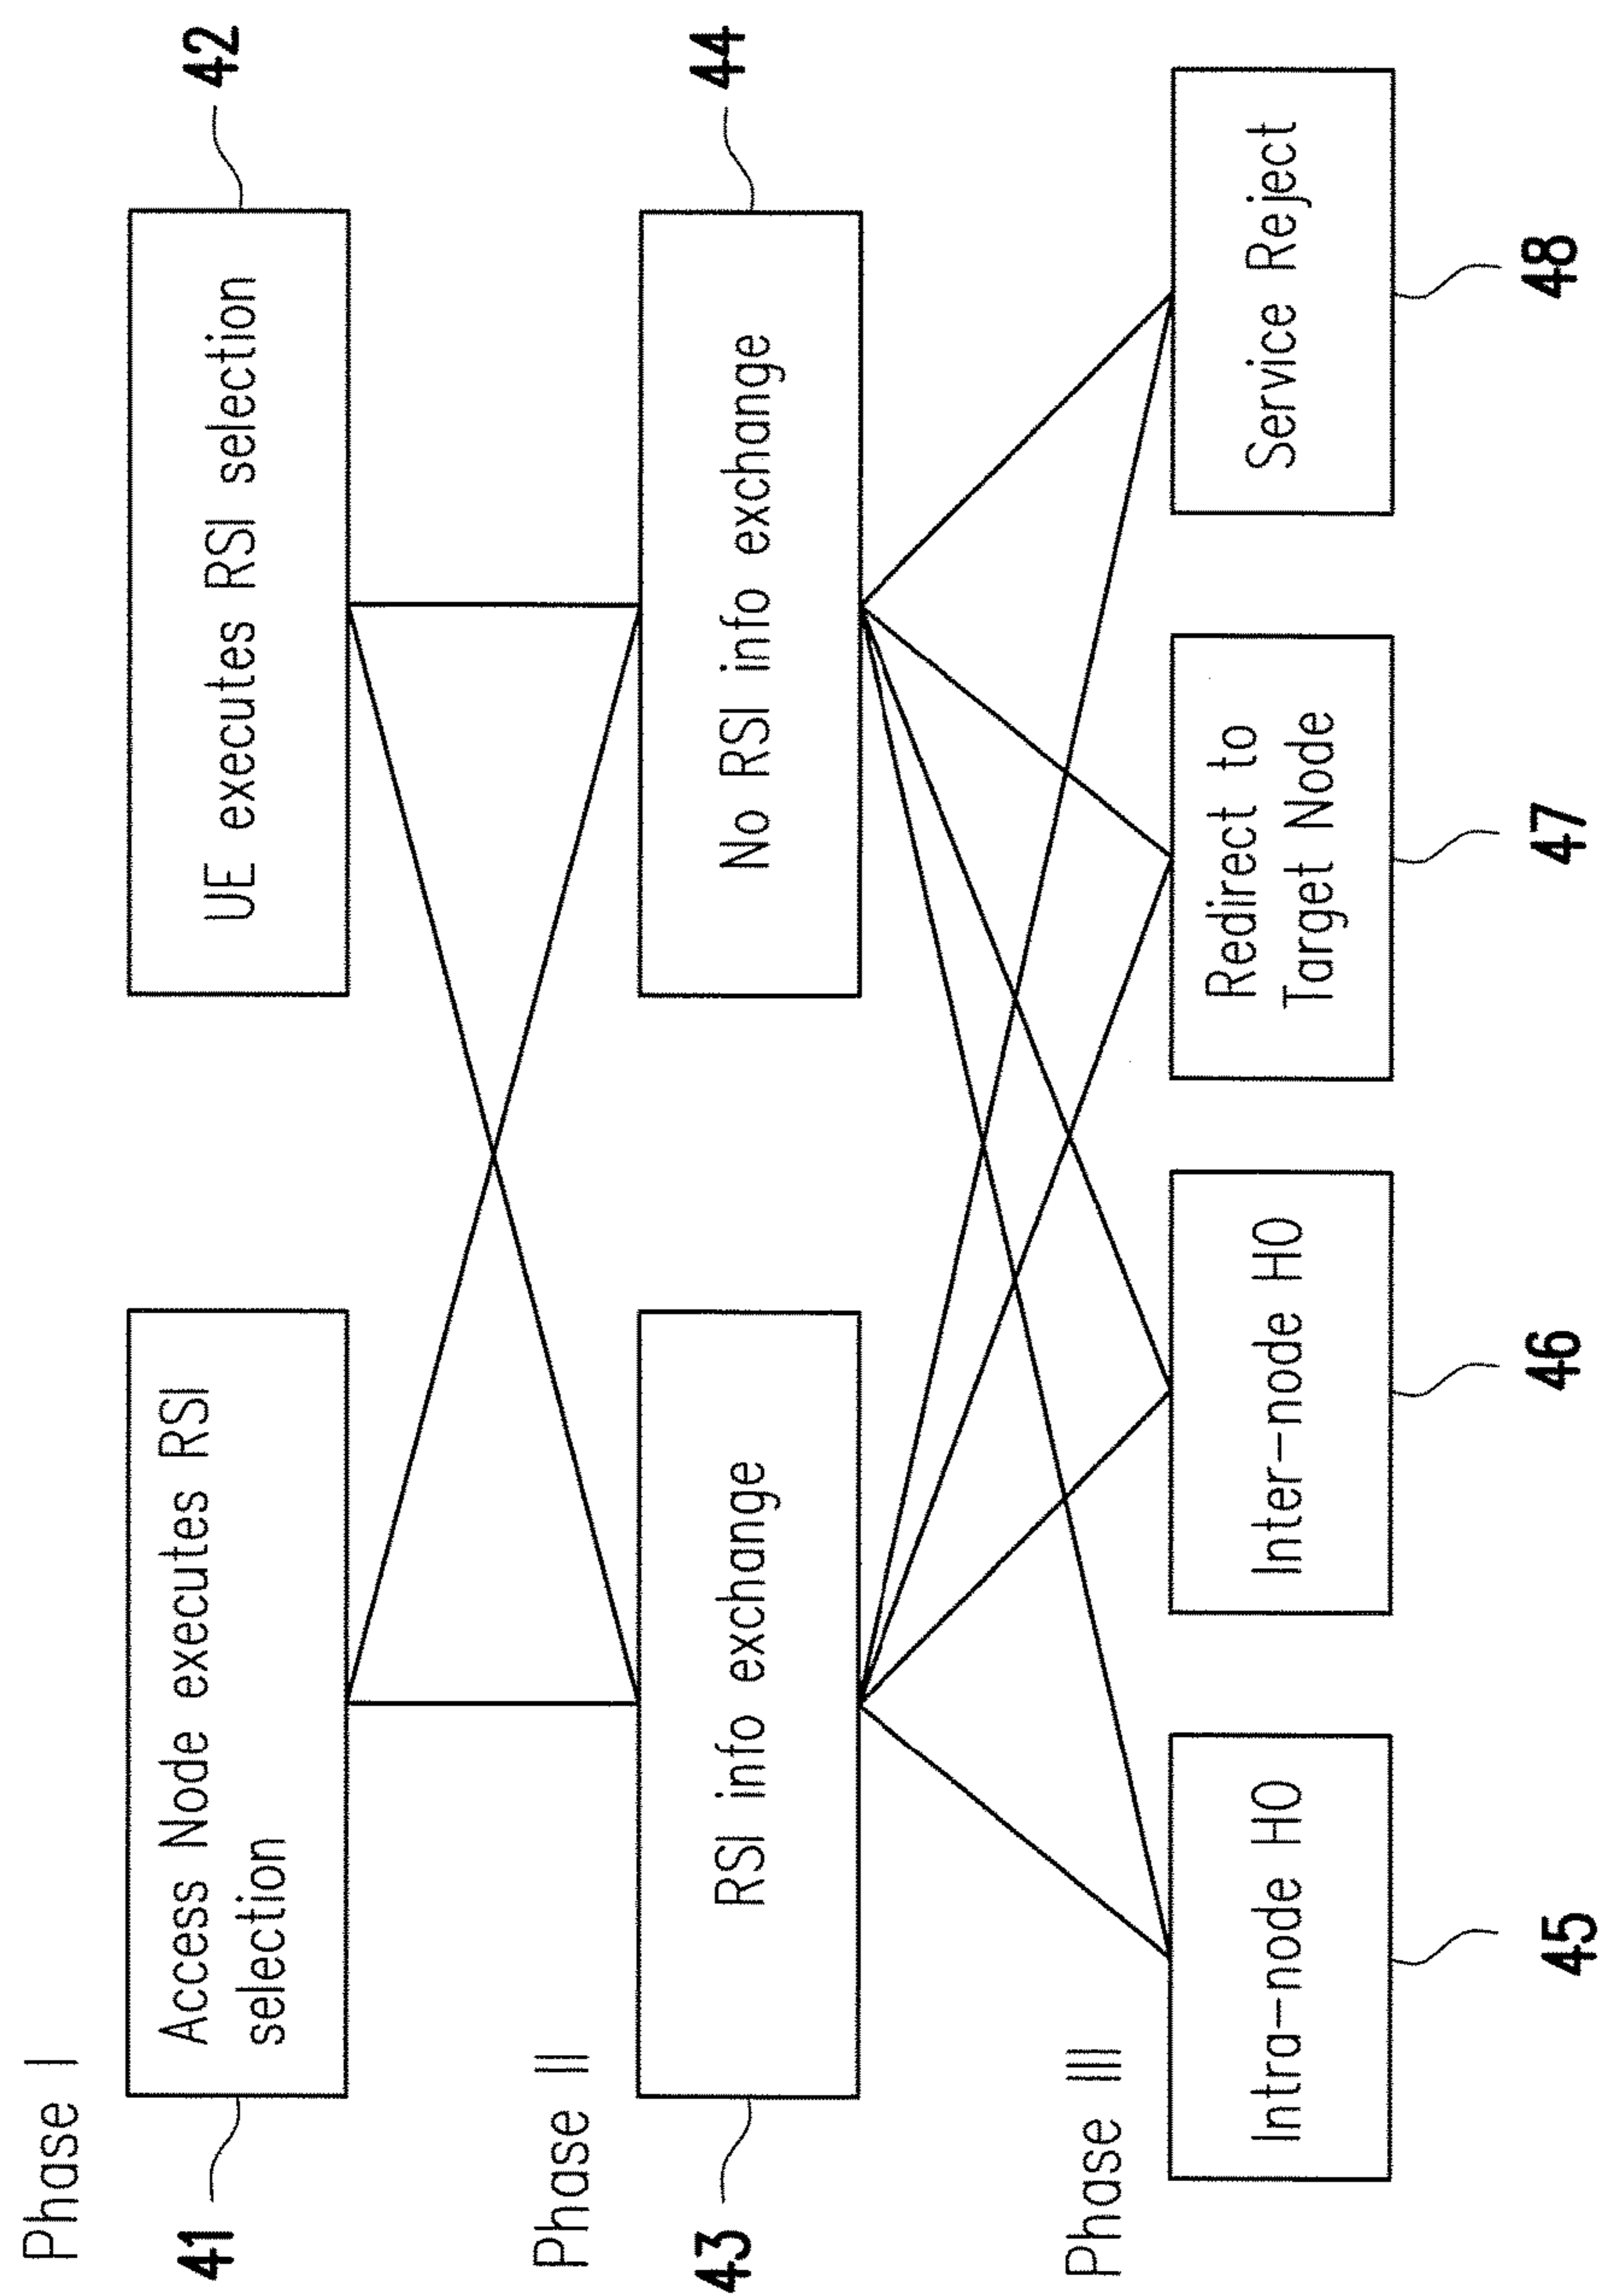 Phase I
41
Access Node executes RSI
selection
UE executes RSI selection
42
Phase II
43
RSI info exchange
No RSI info exchange
44
Phase III
Intra-node HO
45
Inter-node HO
46
Redirect to
Target Node
47
Service Reject
48